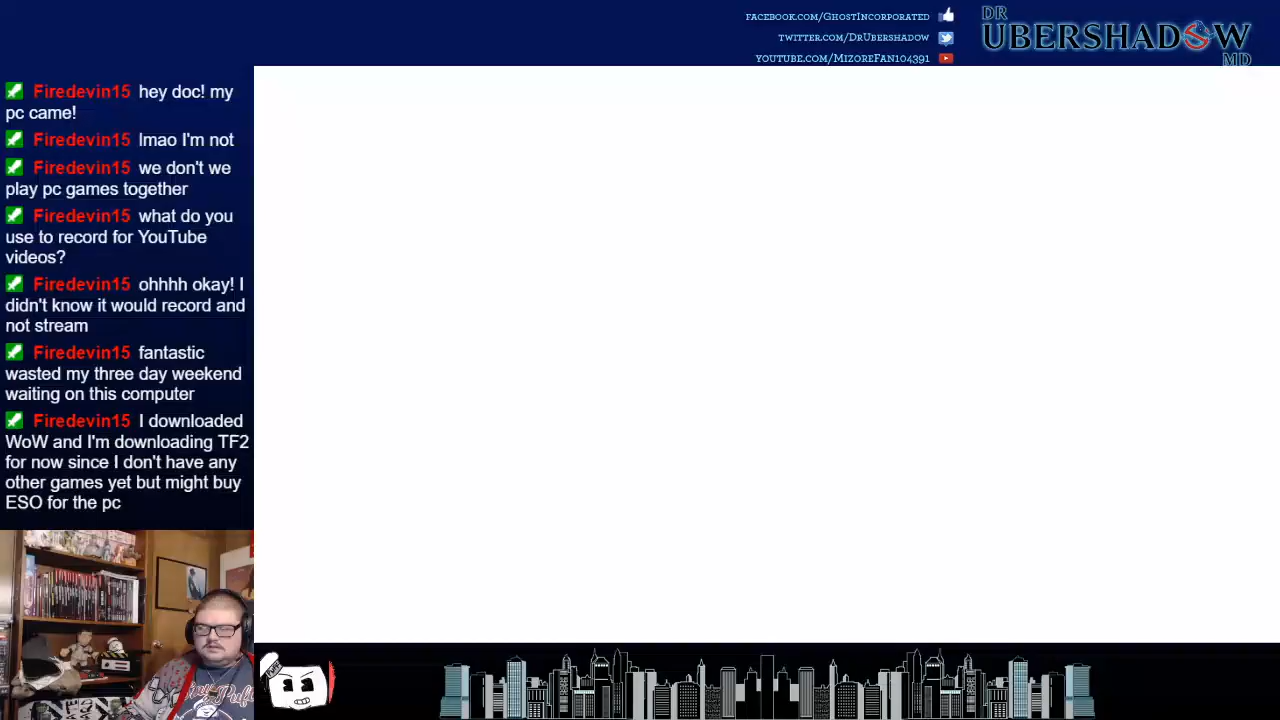 facebook.com/GhostIncorporated
twitter.com/DrUbershadow
youtube.com/MizoreFan104391
DR
UBERSHADOW
MD
Firedevin15 hey doc! my
pc came!
Firedevin15 lmao I'm not
Firedevin15 we don't we
play pc games together
Firedevin15 what do you
use to record for YouTube
videos?
Firedevin15 ohhhh okay! I
didn't know it would record and
not stream
Firedevin15 fantastic
wasted my three day weekend
waiting on this computer
Firedevin15 I downloaded
WoW and I'm downloading TF2
for now since I don't have any
other games yet but might buy
ESO for the pc